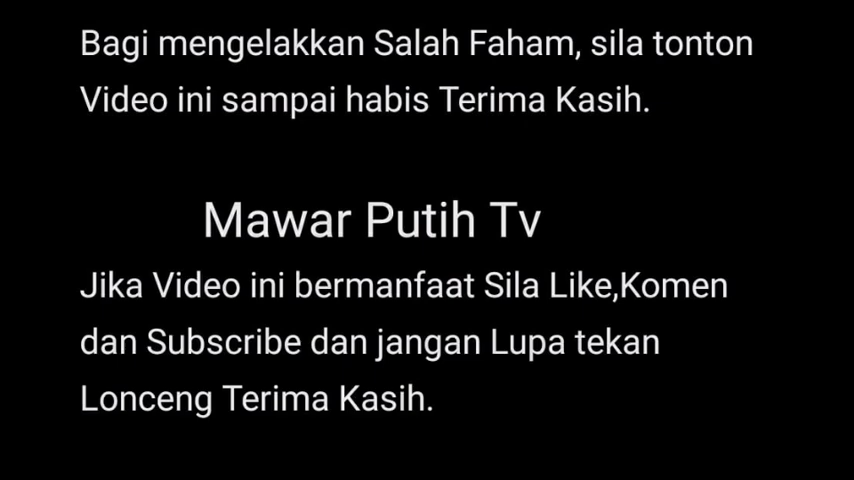 Bagi mengelakkan Salah Faham, sila tonton
Video ini sampai habis Terima Kasih.
Mawar Putih Tv
Jika Video ini bermanfaat Sila Like,Komen
dan Subscribe dan jangan Lupa tekan
Lonceng Terima Kasih.